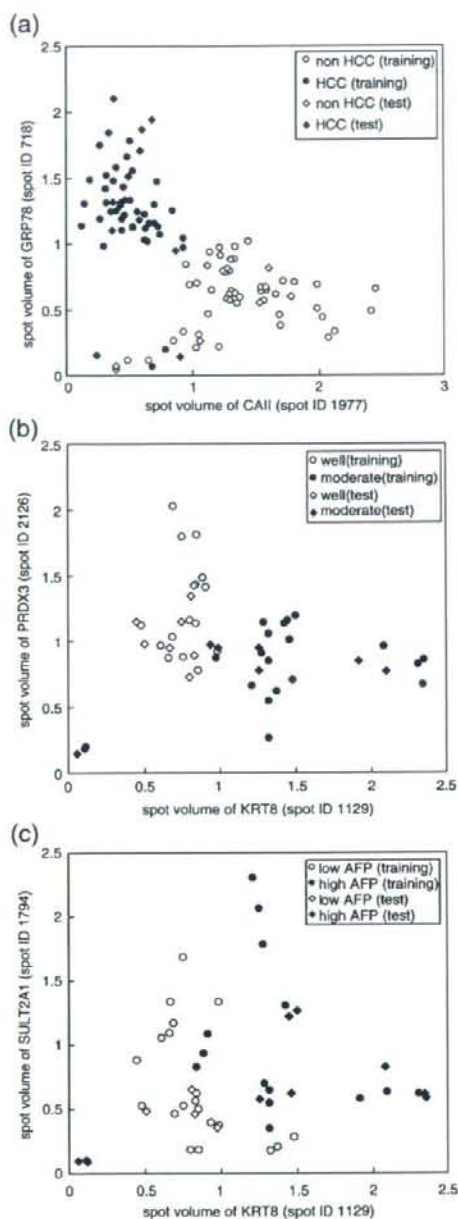 (a)
2.5
2
1.5
1
0.5
0
0 1 2 3
spot volume of GRP78 (spot ID 718)
spot volume of CAII (spot ID 1977)
non HCC (training)
HCC (training)
non HCC (test)
HCC (test)
(b)
2.5
2
1.5
1
0.5
0
0 0.5 1 1.5 2 2.5
spot volume of PRDX3 (spot ID 2126)
spot volume of KRT8 (spot ID 1129)
well(training)
moderate(training)
well(test)
moderate(test)
(c)
2.5
2
1.5
1
0.5
0
0 0.5 1 1.5 2 2.5
spot volume of SULT2A1 (spot ID 1794)
spot volume of KRT8 (spot ID 1129)
low AFP (training)
high AFP (training)
low AFP (test)
high AFP (test)